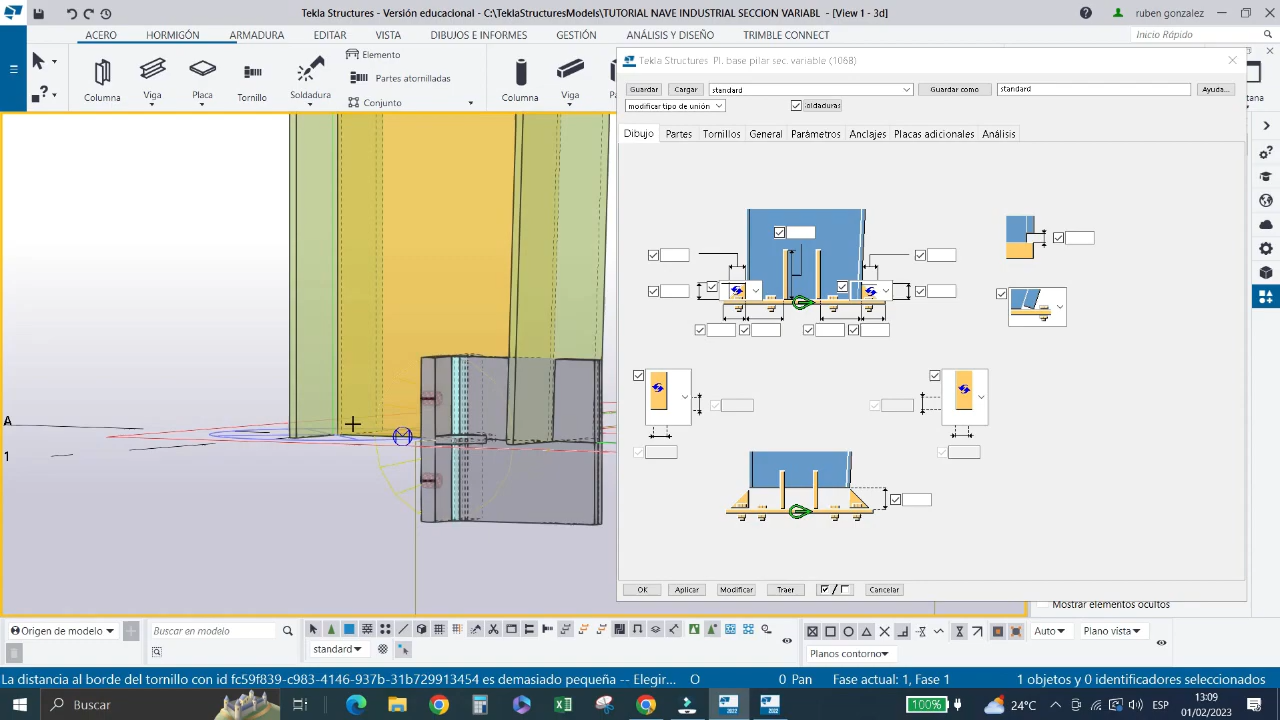 Tekla Structures - Versión educacional - C:\TeklaStructuresModels\TUTORIAL NAVE INDUSTRIAL SECCION VARIABL - [View 1 - 3d]
ruben gonzalez
ACERO HORMIGÓN ARMADURA EDITAR VISTA DIBUJOS E INFORMES GESTIÓN ANÁLISIS Y DISEÑO TRIMBLE CONNECT
Inicio Rápido
Columna Viga Placa Tornillo Soldadura
Elemento
Partes atornilladas
Conjunto
Columna Viga
Tekla Structures Pl. base pilar sec. variable (1068)
Guardar Cargar standard Guardar como standard Ayuda...
modificar tipo de unión soldaduras
Dibujo Partes Tornillos General Parámetros Anclajes Placas adicionales Análisis
A
1
OK Aplicar Modificar Traer Cancelar
Mostrar elementos ocultos
Origen de modelo Buscar en modelo
standard
Auto Plano vista
Planos contorno
La distancia al borde del tornillo con id fc59f839-c983-4146-937b-31b729913454 es demasiado pequeña -- Elegir... O 0 Pan Fase actual: 1, Fase 1 1 objetos y 0 identificadores seleccionados
Buscar
2022 2022
100% 24°C ESP 13:09
01/02/2023